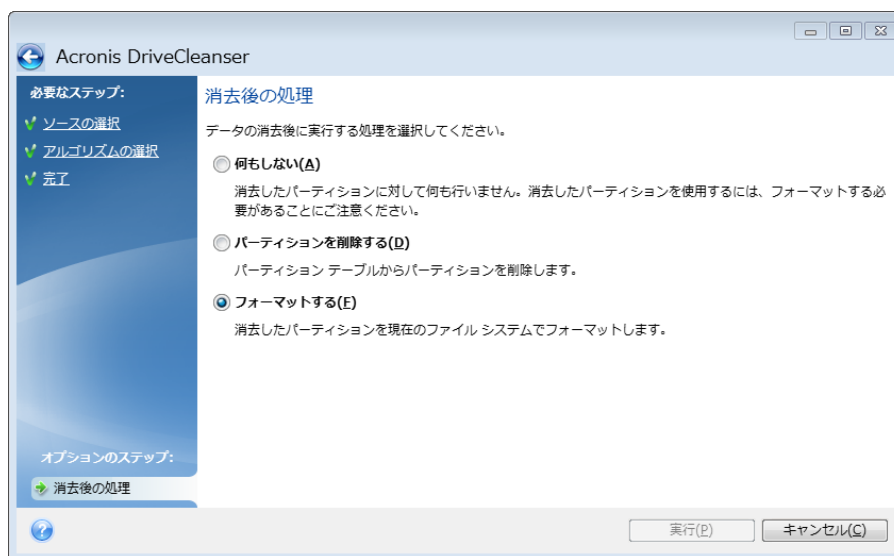 Acronis DriveCleanser
必要なステップ:
ソースの選択
アルゴリズムの選択
完了
消去後の処理
データの消去後に実行する処理を選択してください。
何もしない(A)
消去したパーティションに対して何も行いません。消去したパーティションを使用するには、フォーマットする必
要があることにご注意ください。
パーティションを削除する(D)
パーティション テーブルからパーティションを削除します。
フォーマットする(F)
消去したパーティションを現在のファイル システムでフォーマットします。
オプションのステップ:
消去後の処理
実行(P)
キャンセル(C)